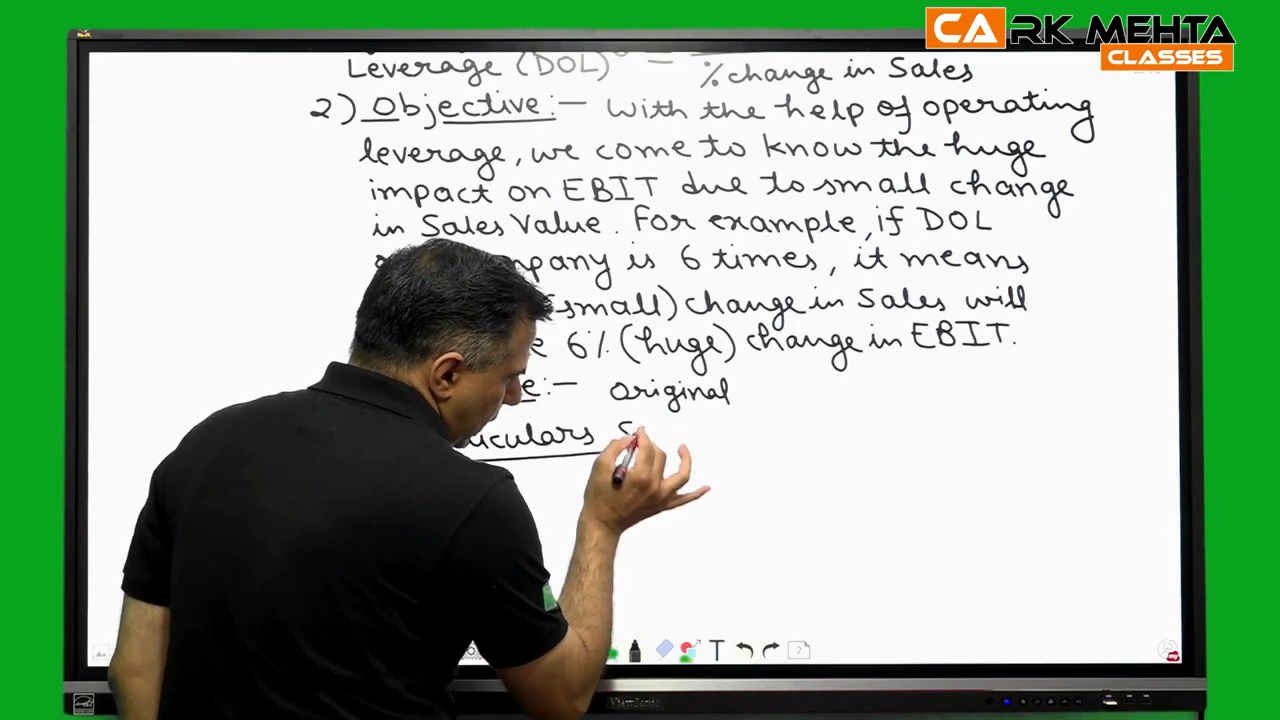 CA RK MEHTA
CLASSES
Leverage (DOL) = % change in Sales
2) Objective:- With the help of operating
leverage, we come to know the huge
impact on EBIT due to small change
in Sales Value. For example, if DOL
company is 6 times, it means
(small) change in Sales will
6% (huge) change in EBIT.
:- original
ViewSonic
T
2